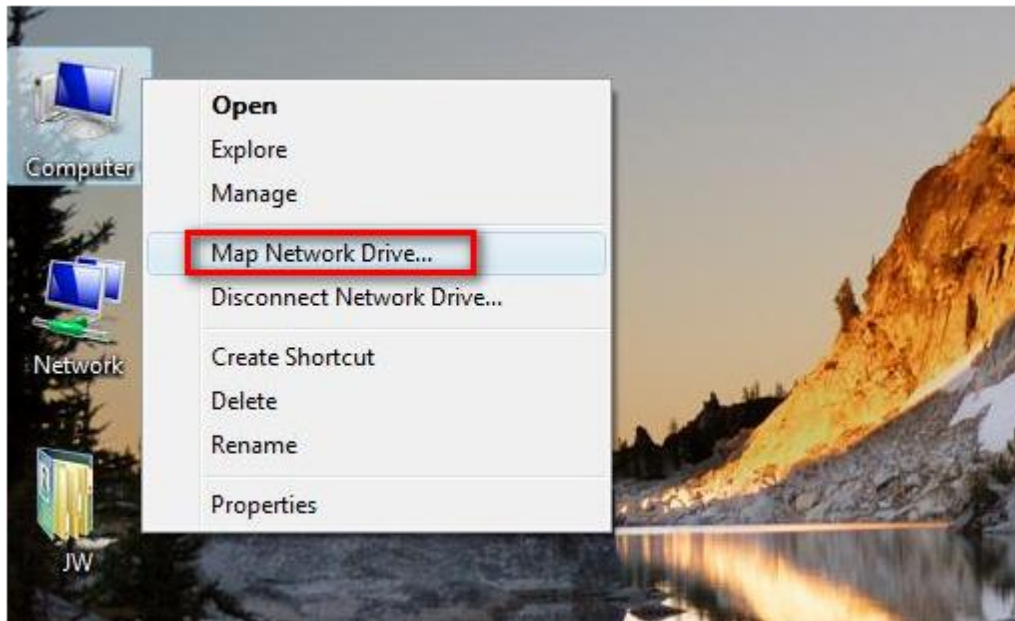 Computer
Open
Explore
Manage
Map Network Drive...
Disconnect Network Drive...
Network
Create Shortcut
Delete
Rename
Properties
JW